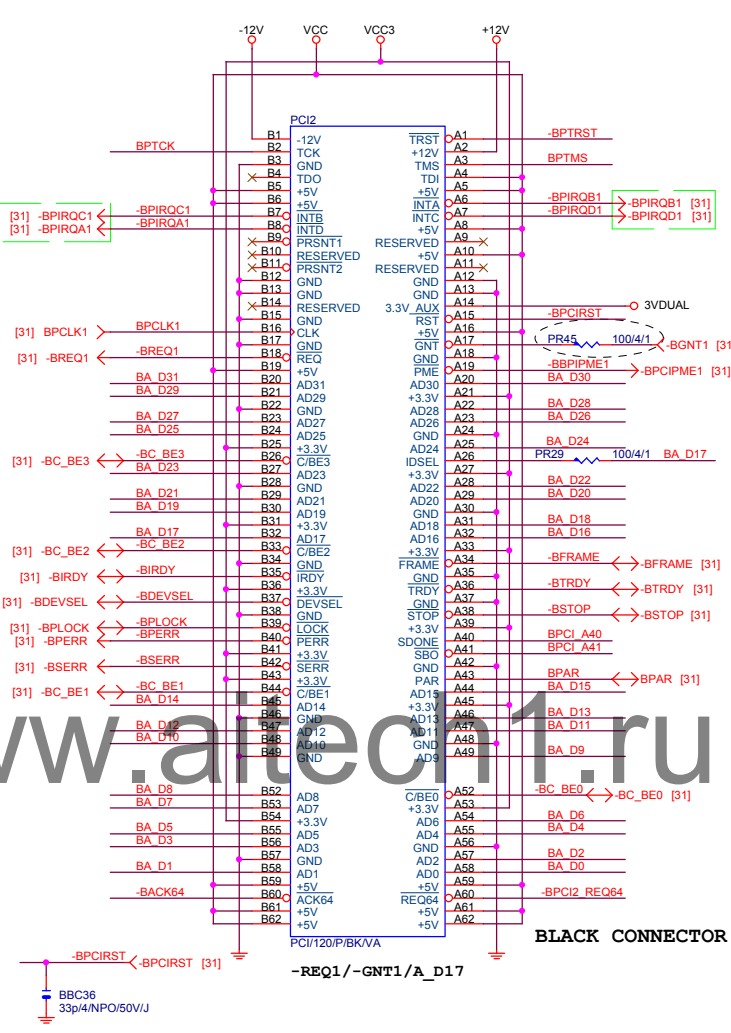 -12V VCC VCC3 +12V
PCI2
B1 -12V TRST A1 -BPTRST
BPTCK B2 TCK +12V A2
B3 GND TMS A3 BPTMS
B4 TDO TDI A4
B5 +5V +5V A5
B6 +5V INTA A6 -BPIRQB1 -BPIRQB1 [31]
[31] -BPIRQC1 -BPIRQC1 B7 INTB INTC A7 -BPIRQD1 -BPIRQD1 [31]
[31] -BPIRQA1 -BPIRQA1 B8 INTD +5V A8
B9 PRSNT1 RESERVED A9
B10 RESERVED +5V A10
B11 PRSNT2 RESERVED A11
B12 GND GND A12
B13 GND GND A13
B14 RESERVED 3.3V_AUX A14 3VDUAL
B15 GND RST A15 -BPCIRST
[31] BPCLK1 BPCLK1 B16 CLK +5V A16
B17 GND GNT A17 PR45 100/4/1 -BGNT1 [31
[31] -BREQ1 -BREQ1 B18 REQ GND A18
B19 +5V PME A19 -BBPIPME1 -BPCIPME1 [31]
BA_D31 B20 AD31 AD30 A20 BA_D30
BA_D29 B21 AD29 +3.3V A21
B22 GND AD28 A22 BA_D28
BA_D27 B23 AD27 AD26 A23 BA_D26
BA_D25 B24 AD25 GND A24
B25 +3.3V AD24 A25 BA_D24
[31] -BC_BE3 -BC_BE3 B26 C/BE3 IDSEL A26 PR29 100/4/1 BA_D17
BA_D23 B27 AD23 +3.3V A27
B28 GND AD22 A28 BA_D22
BA_D21 B29 AD21 AD20 A29 BA_D20
BA_D19 B30 AD19 GND A30
B31 +3.3V AD18 A31 BA_D18
BA_D17 B32 AD17 AD16 A32 BA_D16
[31] -BC_BE2 -BC_BE2 B33 C/BE2 +3.3V A33
B34 GND FRAME A34 -BFRAME -BFRAME [31]
[31] -BIRDY -BIRDY B35 IRDY GND A35
B36 +3.3V TRDY A36 -BTRDY -BTRDY [31]
[31] -BDEVSEL -BDEVSEL B37 DEVSEL GND A37
B38 GND STOP A38 -BSTOP -BSTOP [31]
[31] -BPLOCK -BPLOCK B39 LOCK +3.3V A39
[31] -BPERR -BPERR B40 PERR SDONE A40 BPCI_A40
B41 +3.3V SBO A41 BPCI_A41
[31] -BSERR -BSERR B42 SERR GND A42
B43 +3.3V PAR A43 BPAR BPAR [31]
[31] -BC_BE1 -BC_BE1 B44 C/BE1 AD15 A44 BA_D15
BA_D14 B45 AD14 +3.3V A45
B46 GND AD13 A46 BA_D13
BA_D12 B47 AD12 AD11 A47 BA_D11
BA_D10 B48 AD10 GND A48
B49 GND AD9 A49 BA_D9
w.aitech1.ru
BA_D8 B52 AD8 C/BE0 A52 -BC_BE0 -BC_BE0 [31]
BA_D7 B53 AD7 +3.3V A53
B54 +3.3V AD6 A54 BA_D6
BA_D5 B55 AD5 AD4 A55 BA_D4
BA_D3 B56 AD3 GND A56
B57 GND AD2 A57 BA_D2
BA_D1 B58 AD1 AD0 A58 BA_D0
B59 +5V +5V A59
-BACK64 B60 ACK64 REQ64 A60 -BPCI2_REQ64
B61 +5V +5V A61
B62 +5V +5V A62
PCI/120/P/BK/VA
BLACK CONNECTOR
-REQ1/-GNT1/A_D17
-BPCIRST -BPCIRST [31]
BBC36
33p/4/NPO/50V/J